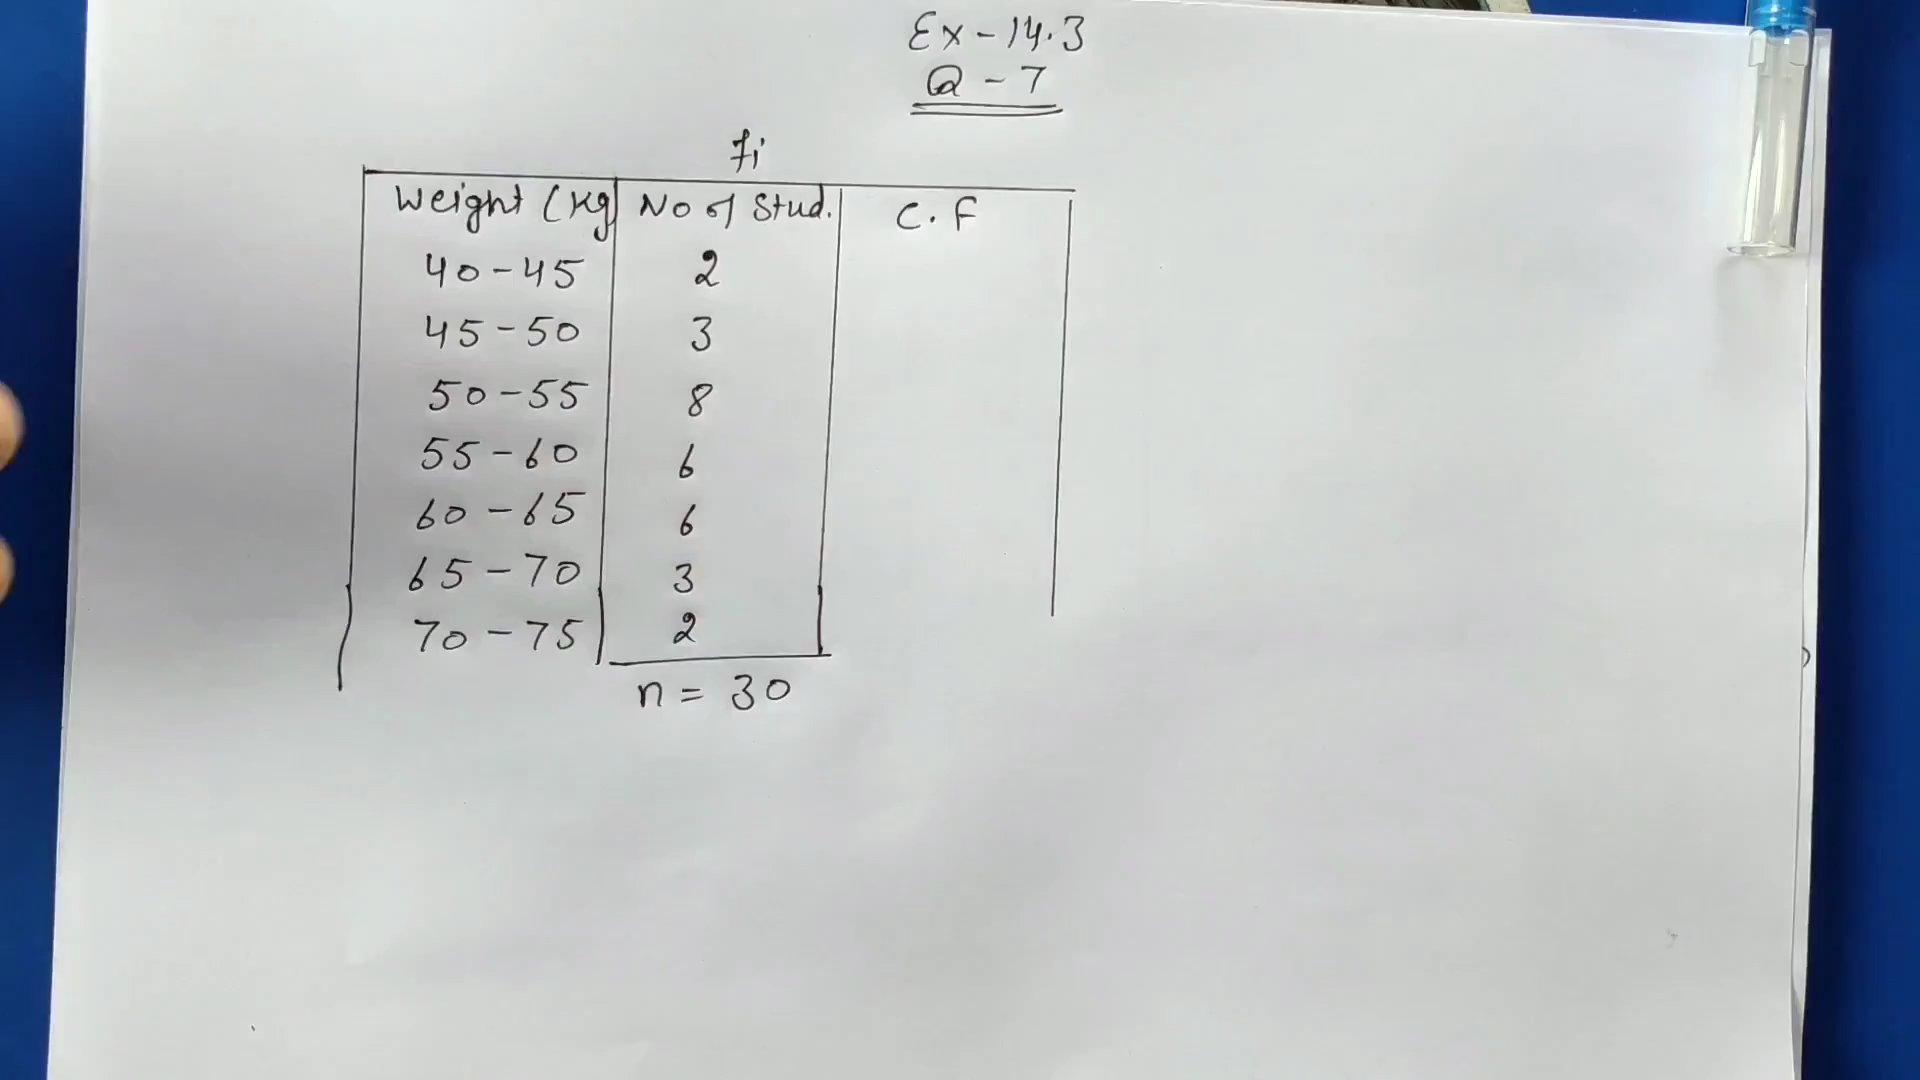 Ex - 14.3
Q - 7
fi
Weight (Kg) No of Stud. C.F
40-45 2
45-50 3
50-55 8
55-60 6
60-65 6
65-70 3
70-75 2
n = 30